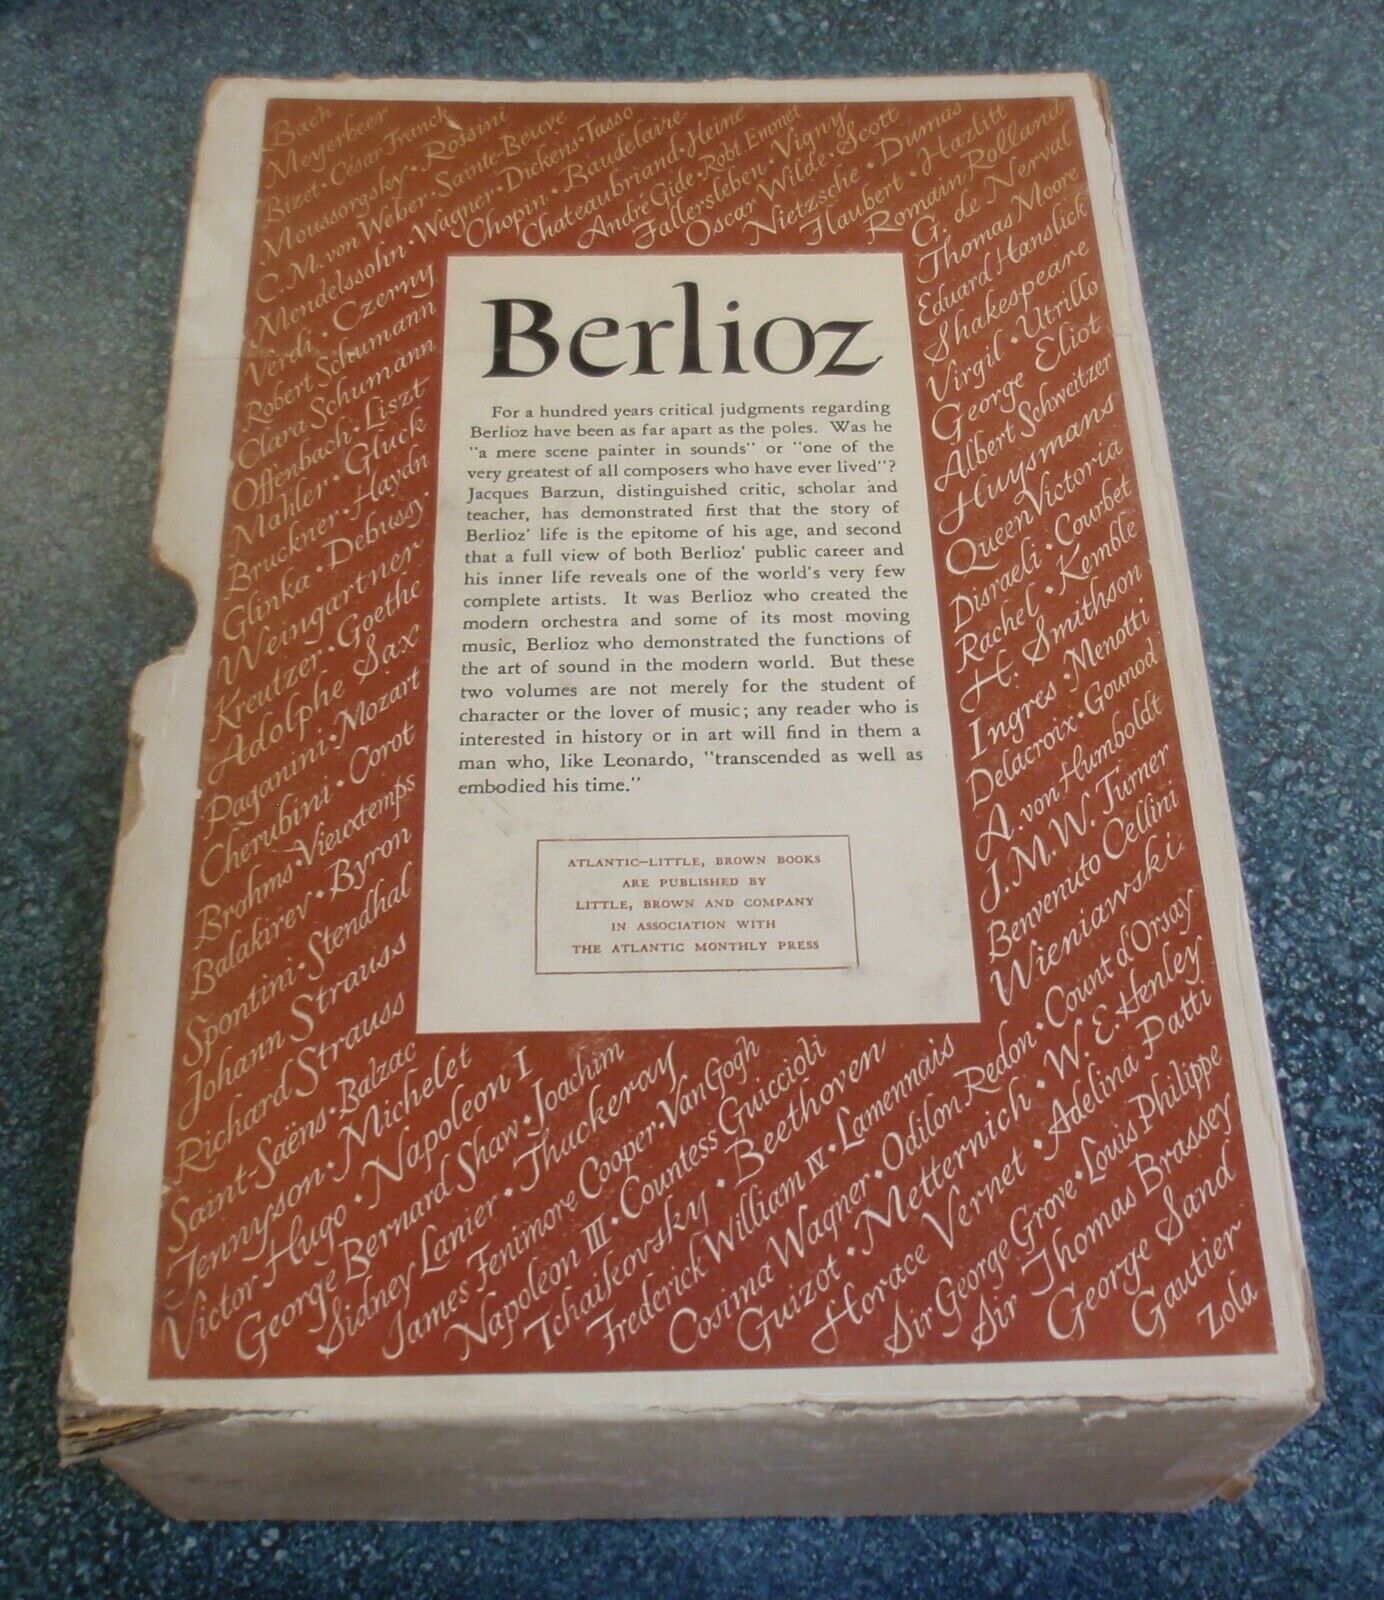 Bach
Meyerbeer
Bizet · César Franck
Moussorgsky · Rossini
C. M. von Weber · Sainte-Beuve
Mendelssohn · Wagner · Dickens · Tasso
Verdi · Czerny
Chopin · Baudelaire
Chateaubriand · Heine
André Gide · Robt Emmet
Fallersleben · Vigny
Oscar Wilde · Scott
Nietzsche · Dumas
Flaubert · Hazlitt
Romain Rolland
G. de Nerval
Thomas Moore
Eduard Hanslick
Shakespeare
Virgil · Utrillo
George Eliot
Albert Schweitzer
Huysmans
Queen Victoria
Disraeli · Courbet
Rachel · Kemble
H. Smithson
Ingres · Menotti
Delacroix · Gounod
A. von Humboldt
J. M. W. Turner
Benvenuto Cellini
Wieniawski
Robert Schumann
Clara Schumann
Offenbach · Liszt
Mahler · Gluck
Bruckner · Haydn
Glinka · Debussy
Weingartner
Kreutzer · Goethe
Adolphe Sax
Paganini · Mozart
Cherubini · Corot
Brahms · Vieuxtemps
Balakirev · Byron
Spontini · Stendhal
Johann Strauss
Richard Strauss
Saint-Saëns · Balzac
Tennyson · Michelet
Victor Hugo · Napoleon I
George Bernard Shaw · Joachim
Sidney Lanier · Thackeray
James Fenimore Cooper · Van Gogh
Napoleon III · Countess Guiccioli
Tchaikovsky · Beethoven
Frederick William IV · Lamennais
Cosima Wagner · Odilon Redon · Count d'Orsay
Guizot · Metternich · W. E. Henley
Horace Vernet · Adelina Patti
Sir George Grove · Louis Philippe
Sir Thomas Brassey
George Sand
Gautier
Zola
Berlioz
For a hundred years critical judgments regarding
Berlioz have been as far apart as the poles. Was he
"a mere scene painter in sounds" or "one of the
very greatest of all composers who have ever lived"?
Jacques Barzun, distinguished critic, scholar and
teacher, has demonstrated first that the story of
Berlioz' life is the epitome of his age, and second
that a full view of both Berlioz' public career and
his inner life reveals one of the world's very few
complete artists. It was Berlioz who created the
modern orchestra and some of its most moving
music, Berlioz who demonstrated the functions of
the art of sound in the modern world. But these
two volumes are not merely for the student of
character or the lover of music; any reader who is
interested in history or in art will find in them a
man who, like Leonardo, "transcended as well as
embodied his time."
ATLANTIC—LITTLE, BROWN BOOKS
ARE PUBLISHED BY
LITTLE, BROWN AND COMPANY
IN ASSOCIATION WITH
THE ATLANTIC MONTHLY PRESS